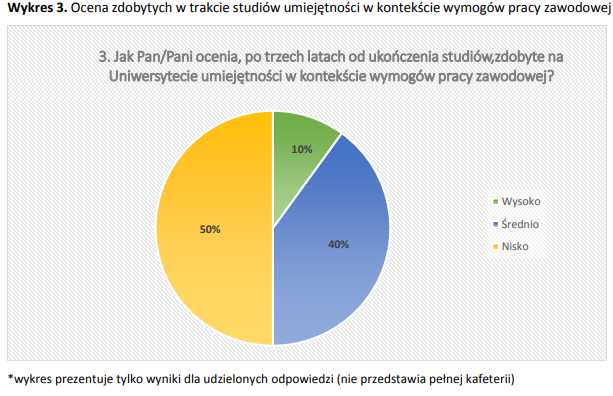 Wykres 3. Ocena zdobytych w trakcie studiów umiejętności w kontekście wymogów pracy zawodowej
3. Jak Pan/Pani ocenia, po trzech latach od ukończenia studiów,zdobyte na
Uniwersytecie umiejętności w kontekście wymogów pracy zawodowej?
10%
Wysoko
Średnio
50%
40%
Nisko
*wykres prezentuje tylko wyniki dla udzielonych odpowiedzi (nie przedstawia pełnej kafeterii)